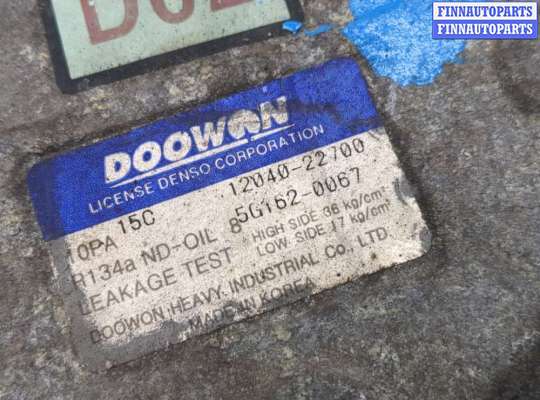 FINNAUTOPARTS
FINNAUTOPARTS
DOOWON
LICENSE DENSO CORPORATION
10PA 15C 12040-22700
R134a ND-OIL 8 5G162-0067
LEAKAGE TEST HIGH SIDE 36 kg/cm²
LOW SIDE 17 kg/cm²
DOOWON HEAVY INDUSTRIAL CO., LTD.
MADE IN KOREA